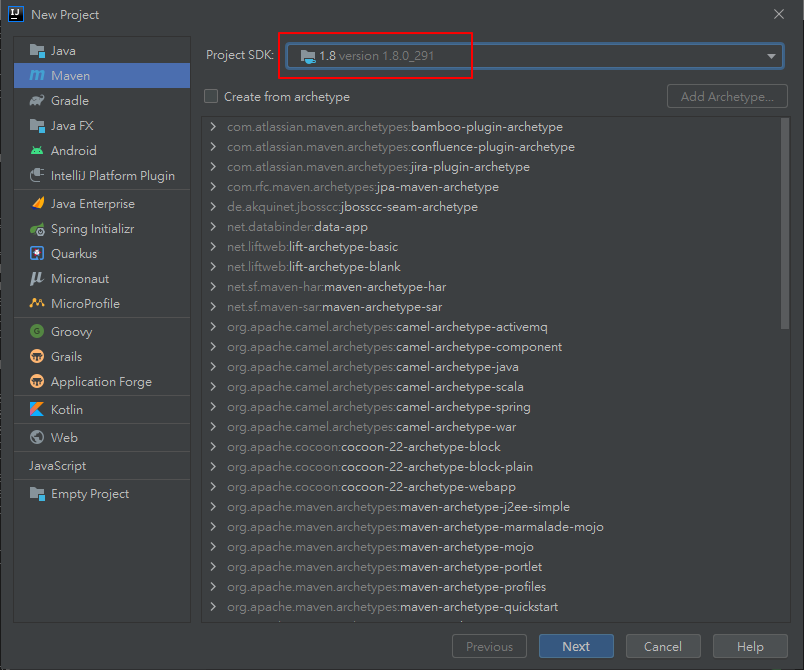 New Project
Java
Maven
Gradle
Java FX
Android
IntelliJ Platform Plugin
Java Enterprise
Spring Initializr
Quarkus
Micronaut
MicroProfile
Groovy
Grails
Application Forge
Kotlin
Web
JavaScript
Empty Project
Project SDK: 1.8 version 1.8.0_291
Create from archetype
Add Archetype...
com.atlassian.maven.archetypes:bamboo-plugin-archetype
com.atlassian.maven.archetypes:confluence-plugin-archetype
com.atlassian.maven.archetypes:jira-plugin-archetype
com.rfc.maven.archetypes:jpa-maven-archetype
de.akquinet.jbosscc:jbosscc-seam-archetype
net.databinder:data-app
net.liftweb:lift-archetype-basic
net.liftweb:lift-archetype-blank
net.sf.maven-har:maven-archetype-har
net.sf.maven-sar:maven-archetype-sar
org.apache.camel.archetypes:camel-archetype-activemq
org.apache.camel.archetypes:camel-archetype-component
org.apache.camel.archetypes:camel-archetype-java
org.apache.camel.archetypes:camel-archetype-scala
org.apache.camel.archetypes:camel-archetype-spring
org.apache.camel.archetypes:camel-archetype-war
org.apache.cocoon:cocoon-22-archetype-block
org.apache.cocoon:cocoon-22-archetype-block-plain
org.apache.cocoon:cocoon-22-archetype-webapp
org.apache.maven.archetypes:maven-archetype-j2ee-simple
org.apache.maven.archetypes:maven-archetype-marmalade-mojo
org.apache.maven.archetypes:maven-archetype-mojo
org.apache.maven.archetypes:maven-archetype-portlet
org.apache.maven.archetypes:maven-archetype-profiles
org.apache.maven.archetypes:maven-archetype-quickstart
Previous
Next
Cancel
Help